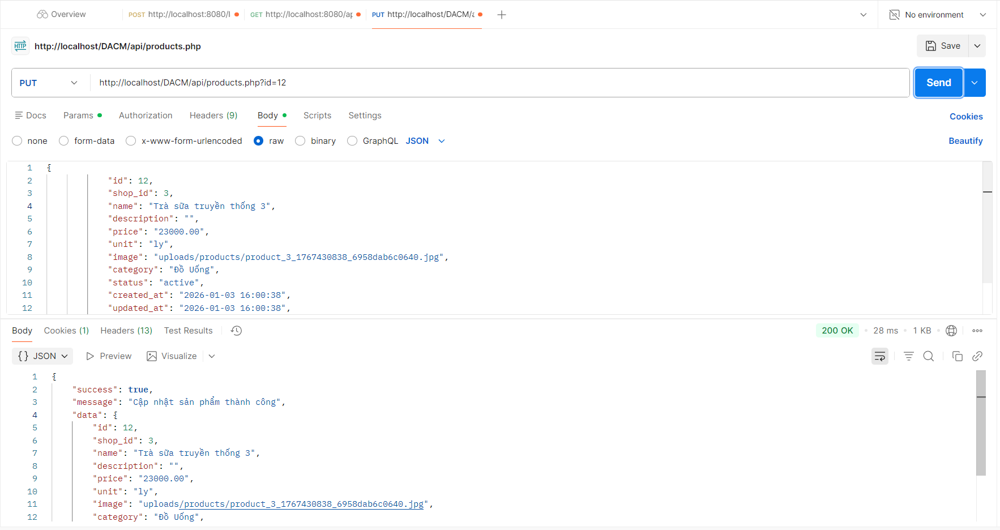 Overview
POST http://localhost:8080/l
GET http://localhost:8080/ap
PUT http://localhost/DACM/a
No environment
HTTP http://localhost/DACM/api/products.php
Save
PUT http://localhost/DACM/api/products.php?id=12
Send
Docs Params Authorization Headers (9) Body Scripts Settings Cookies
none form-data x-www-form-urlencoded raw binary GraphQL JSON Beautify
1 {
2 "id": 12,
3 "shop_id": 3,
4 "name": "Trà sữa truyền thống 3",
5 "description": "",
6 "price": "23000.00",
7 "unit": "ly",
8 "image": "uploads/products/product_3_1767430838_6958dab6c0640.jpg",
9 "category": "Đồ Uống",
10 "status": "active",
11 "created_at": "2026-01-03 16:00:38",
12 "updated_at": "2026-01-03 16:00:38",
Body Cookies (1) Headers (13) Test Results 200 OK 28 ms 1 KB
{} JSON Preview Visualize
1 {
2 "success": true,
3 "message": "Cập nhật sản phẩm thành công",
4 "data": {
5 "id": 12,
6 "shop_id": 3,
7 "name": "Trà sữa truyền thống 3",
8 "description": "",
9 "price": "23000.00",
10 "unit": "ly",
11 "image": "uploads/products/product_3_1767430838_6958dab6c0640.jpg",
12 "category": "Đồ Uống",